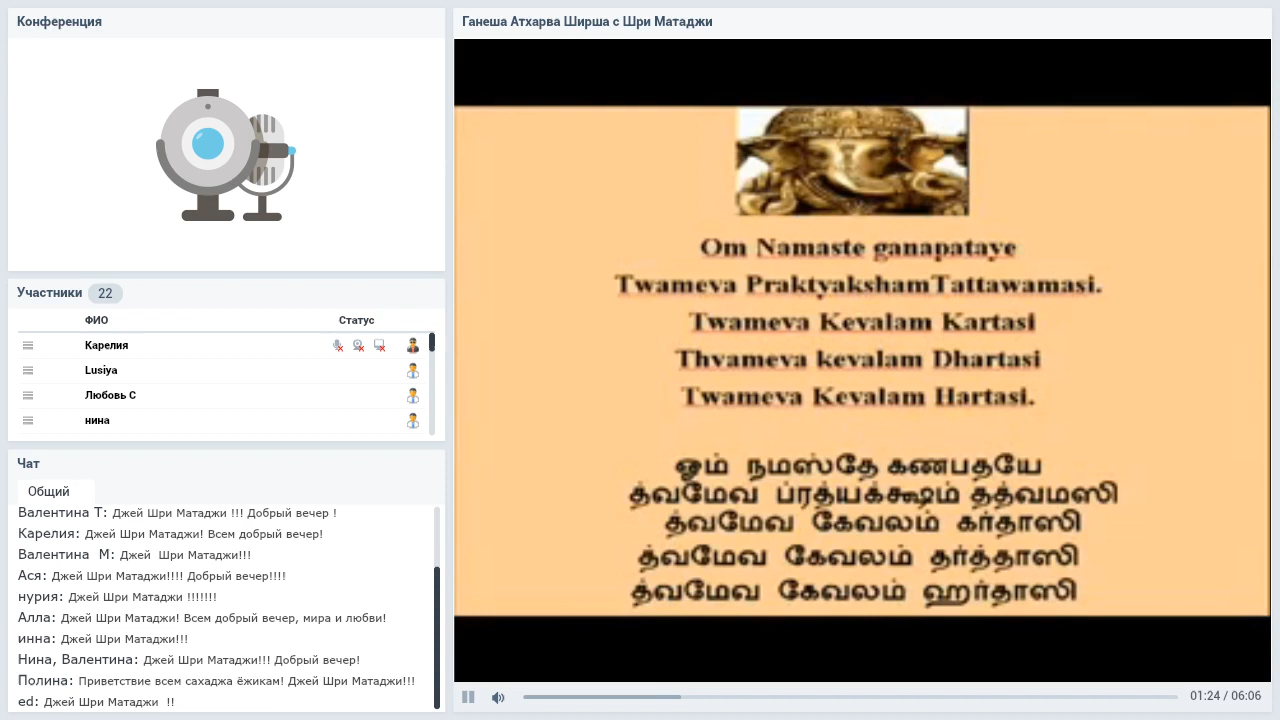 Конференция
Участники 22
ФИО Статус
Карелия
Lusiya
Любовь С
нина
Чат
Общий
Валентина Т: Джей Шри Матаджи !!! Добрый вечер !
Карелия: Джей Шри Матаджи! Всем добрый вечер!
Валентина М: Джей Шри Матаджи!!!
Ася: Джей Шри Матаджи!!!! Добрый вечер!!!!
нурия: Джей Шри Матаджи !!!!!!!
Алла: Джей Шри Матаджи! Всем добрый вечер, мира и любви!
инна: Джей Шри Матаджи!!!
Нина, Валентина: Джей Шри Матаджи!!! Добрый вечер!
Полина: Приветствие всем сахаджа ёжикам! Джей Шри Матаджи!!!
ed: Джей Шри Матаджи !!
Ганеша Атхарва Ширша с Шри Матаджи
Om Namaste ganapataye
Twameva PraktyakshamTattawamasi.
Twameva Kevalam Kartasi
Thvameva kevalam Dhartasi
Twameva Kevalam Hartasi.
ஓம் நமஸ்தே கணபதயே
த்வமேவ ப்ரத்யக்ஷம் தத்வமஸி
த்வமேவ கேவலம் கர்தாஸி
த்வமேவ கேவலம் தர்த்தாஸி
த்வமேவ கேவலம் ஹர்தாஸி
01:24 / 06:06